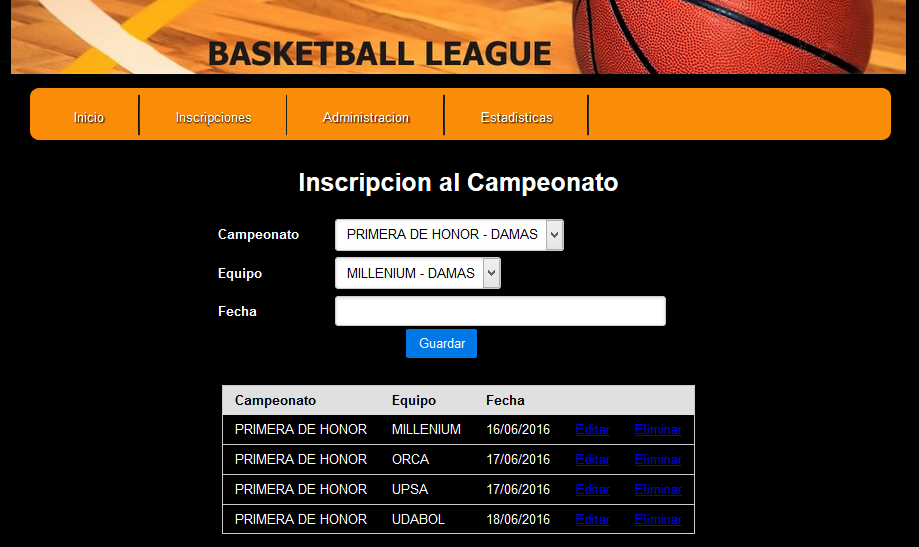 BASKETBALL LEAGUE
Inicio Inscripciones Administracion Estadisticas
Inscripcion al Campeonato
Campeonato PRIMERA DE HONOR - DAMAS
Equipo MILLENIUM - DAMAS
Fecha
Guardar
Campeonato Equipo Fecha
PRIMERA DE HONOR MILLENIUM 16/06/2016 Editar Eliminar
PRIMERA DE HONOR ORCA 17/06/2016 Editar Eliminar
PRIMERA DE HONOR UPSA 17/06/2016 Editar Eliminar
PRIMERA DE HONOR UDABOL 18/06/2016 Editar Eliminar